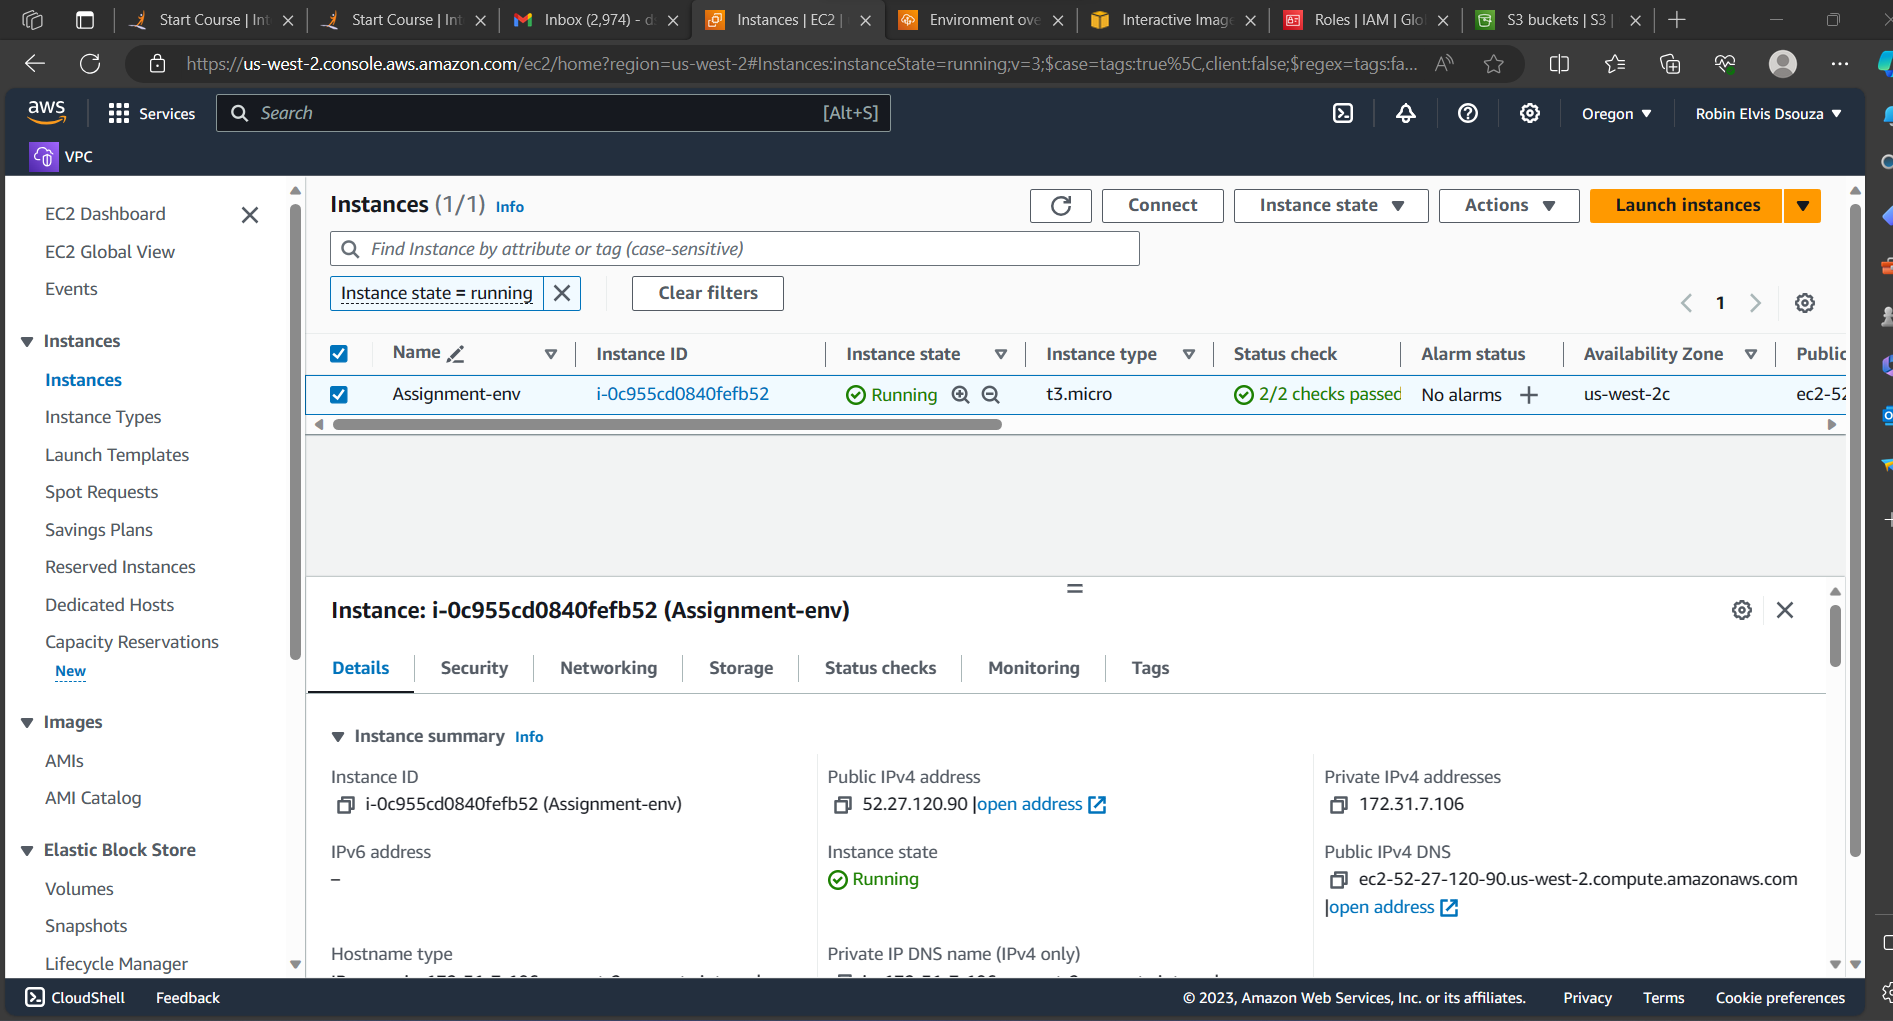 Start Course | Int
Start Course | Int
Inbox (2,974) - d
Instances | EC2 |
Environment ove
Interactive Image
Roles | IAM | Glo
S3 buckets | S3 |
https://us-west-2.console.aws.amazon.com/ec2/home?region=us-west-2#Instances:instanceState=running;v=3;$case=tags:true%5C,client:false;$regex=tags:fa...
aws
Services
Search
[Alt+S]
Oregon
Robin Elvis Dsouza
VPC
EC2 Dashboard
EC2 Global View
Events
Instances
Instances
Instance Types
Launch Templates
Spot Requests
Savings Plans
Reserved Instances
Dedicated Hosts
Capacity Reservations
New
Images
AMIs
AMI Catalog
Elastic Block Store
Volumes
Snapshots
Lifecycle Manager
Instances (1/1) Info
Connect
Instance state
Actions
Launch instances
Find Instance by attribute or tag (case-sensitive)
Instance state = running
Clear filters
1
Name
Instance ID
Instance state
Instance type
Status check
Alarm status
Availability Zone
Public
Assignment-env
i-0c955cd0840fefb52
Running
t3.micro
2/2 checks passed
No alarms
us-west-2c
ec2-52
Instance: i-0c955cd0840fefb52 (Assignment-env)
Details
Security
Networking
Storage
Status checks
Monitoring
Tags
Instance summary Info
Instance ID
i-0c955cd0840fefb52 (Assignment-env)
Public IPv4 address
52.27.120.90 |open address
Private IPv4 addresses
172.31.7.106
IPv6 address
–
Instance state
Running
Public IPv4 DNS
ec2-52-27-120-90.us-west-2.compute.amazonaws.com
|open address
Hostname type
Private IP DNS name (IPv4 only)
CloudShell
Feedback
© 2023, Amazon Web Services, Inc. or its affiliates.
Privacy
Terms
Cookie preferences